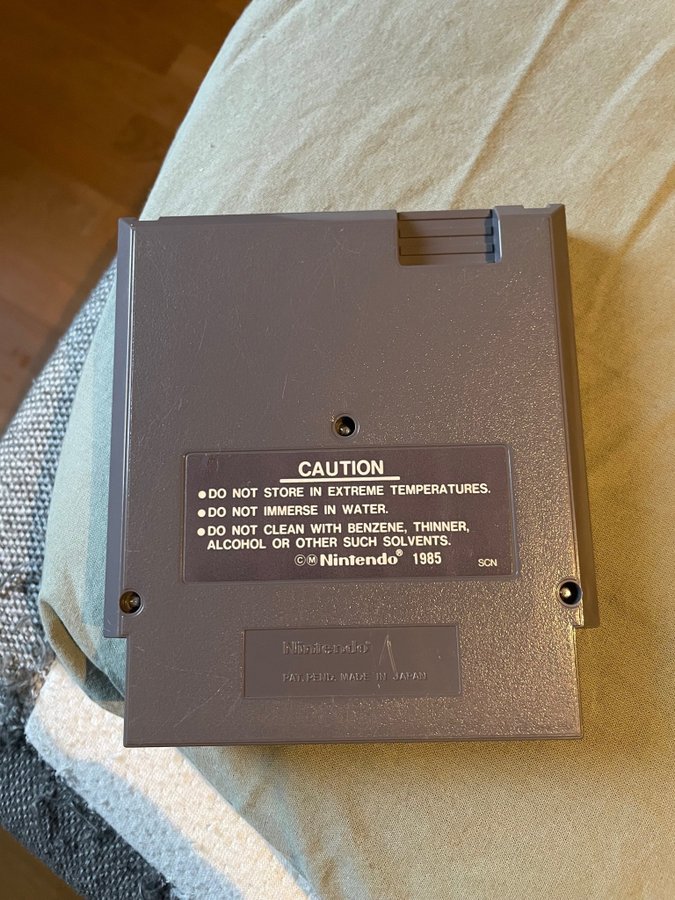 CAUTION
●DO NOT STORE IN EXTREME TEMPERATURES.
●DO NOT IMMERSE IN WATER.
●DO NOT CLEAN WITH BENZENE, THINNER,
ALCOHOL OR OTHER SUCH SOLVENTS.
©Ⓜ Nintendo® 1985 SCN
Nintendo®
PAT. PEND. MADE IN JAPAN